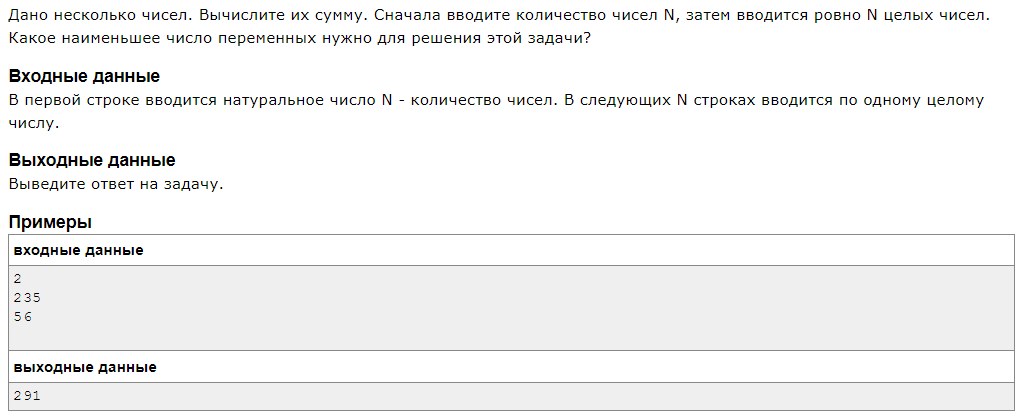 Дано несколько чисел. Вычислите их сумму. Сначала вводите количество чисел N, затем вводится ровно N целых чисел.
Какое наименьшее число переменных нужно для решения этой задачи?
Входные данные
В первой строке вводится натуральное число N - количество чисел. В следующих N строках вводится по одному целому
числу.
Выходные данные
Выведите ответ на задачу.
Примеры
входные данные
2
235
56
выходные данные
291